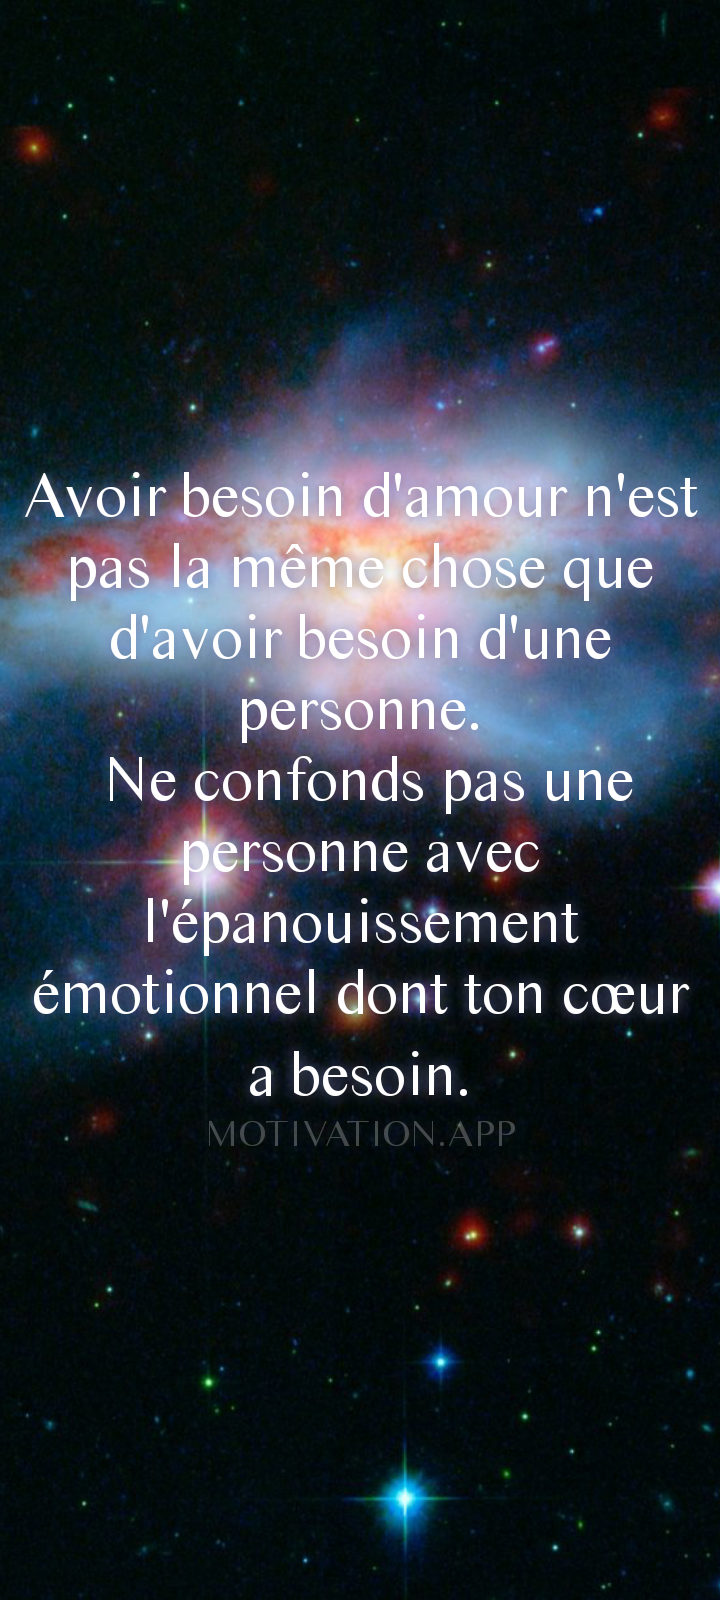 Avoir besoin d'amour n'est
pas la même chose que
d'avoir besoin d'une
personne.
Ne confonds pas une
personne avec
l'épanouissement
émotionnel dont ton cœur
a besoin.
MOTIVATION.APP